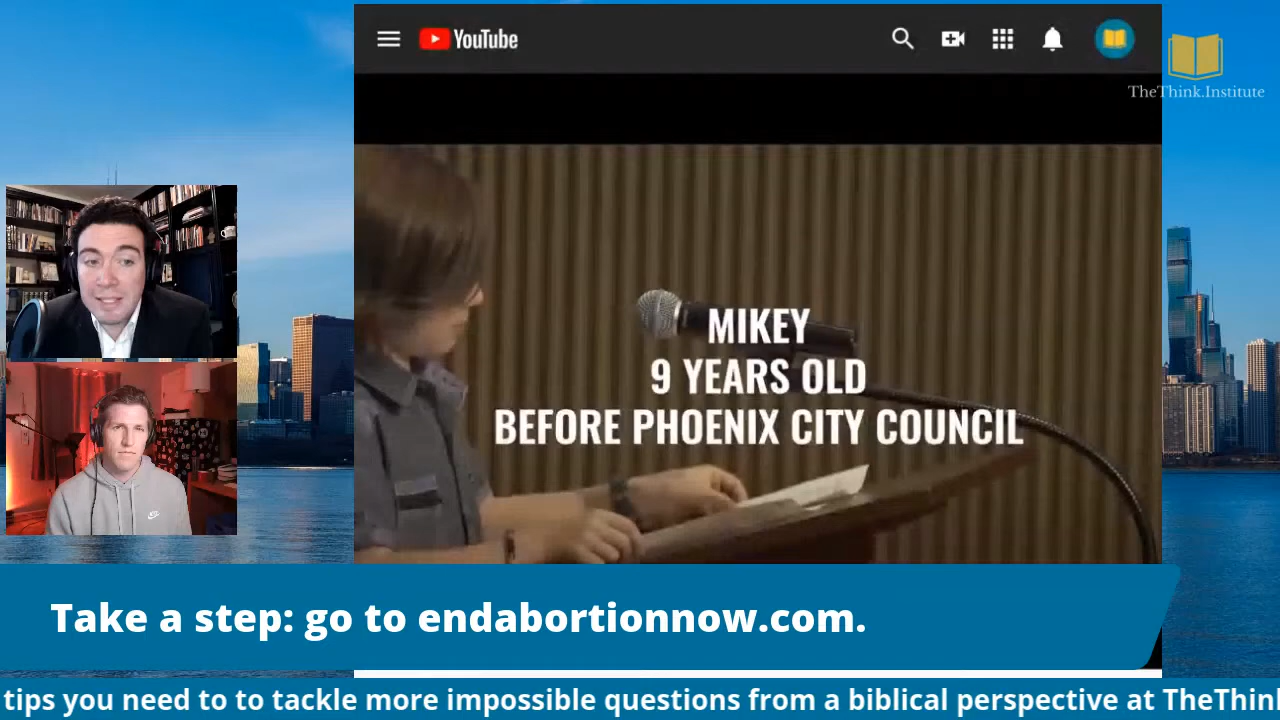 YouTube
TheThink.Institute
MIKEY
9 YEARS OLD
BEFORE PHOENIX CITY COUNCIL
Take a step: go to endabortionnow.com.
tips you need to to tackle more impossible questions from a biblical perspective at TheThin